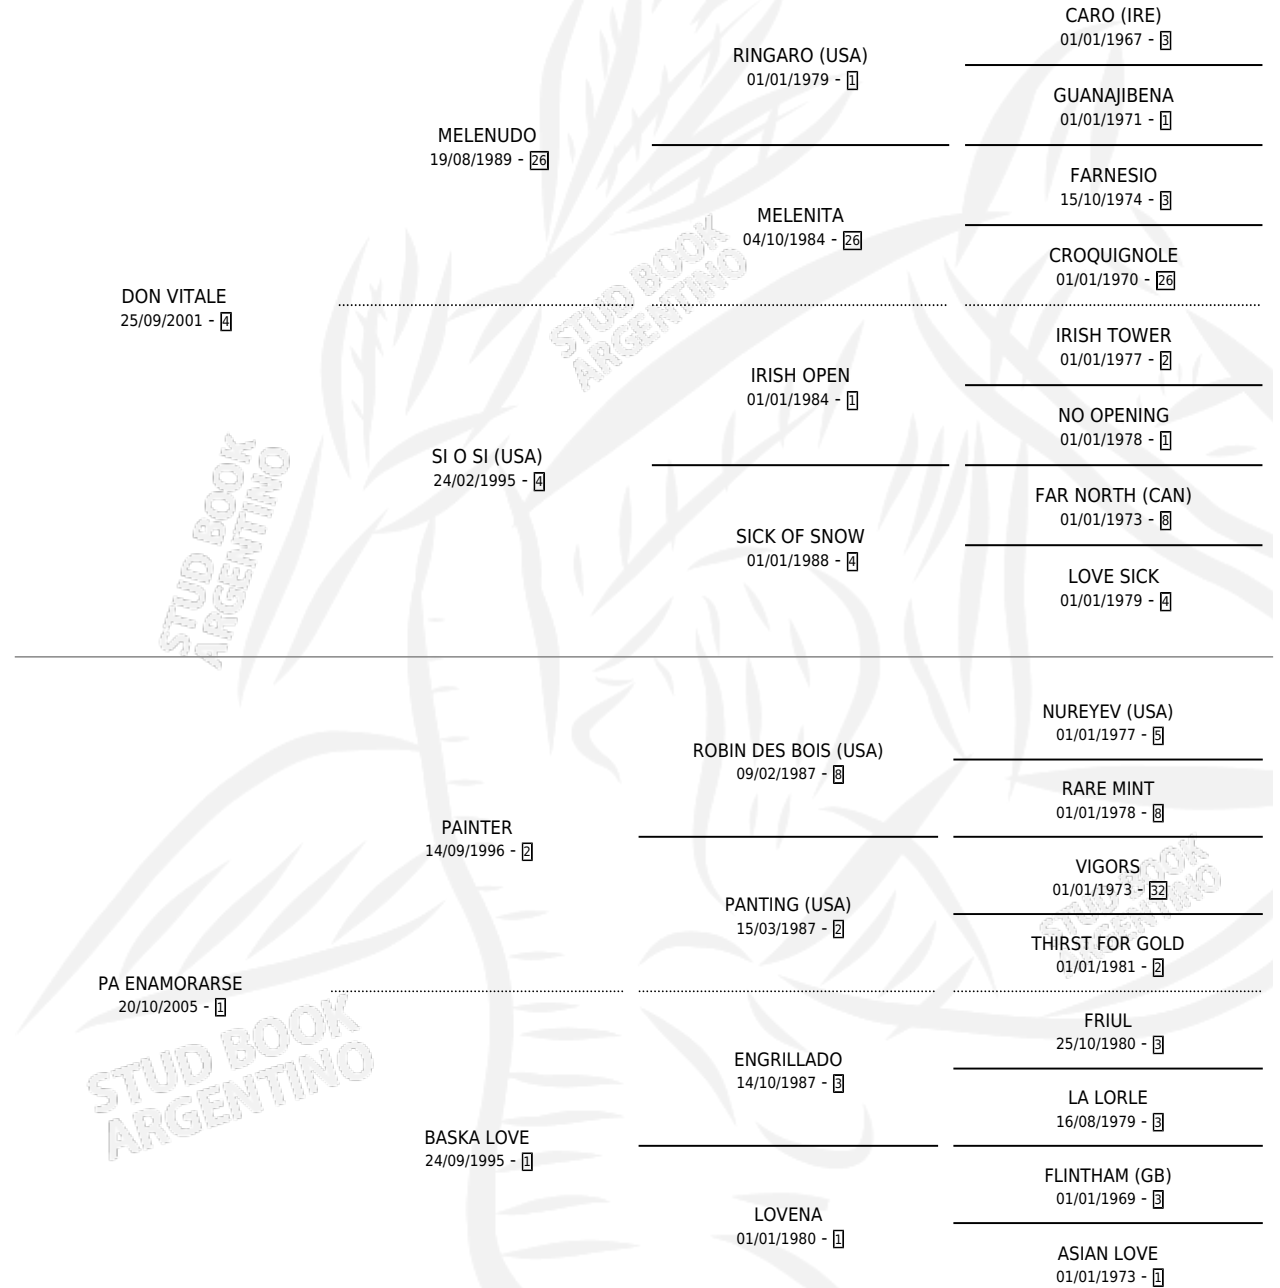 CARO (IRE)
01/01/1967 - 3
RINGARO (USA)
01/01/1979 - 1
GUANAJIBENA
01/01/1971 - 1
MELENUDO
19/08/1989 - 26
FARNESIO
15/10/1974 - 3
MELENITA
04/10/1984 - 26
CROQUIGNOLE
01/01/1970 - 26
DON VITALE
25/09/2001 - 4
IRISH TOWER
01/01/1977 - 2
IRISH OPEN
01/01/1984 - 1
NO OPENING
01/01/1978 - 1
SI O SI (USA)
24/02/1995 - 4
FAR NORTH (CAN)
01/01/1973 - 8
SICK OF SNOW
01/01/1988 - 4
LOVE SICK
01/01/1979 - 4
NUREYEV (USA)
01/01/1977 - 5
ROBIN DES BOIS (USA)
09/02/1987 - 8
RARE MINT
01/01/1978 - 8
PAINTER
14/09/1996 - 2
VIGORS
01/01/1973 - 32
PANTING (USA)
15/03/1987 - 2
THIRST FOR GOLD
01/01/1981 - 2
PA ENAMORARSE
20/10/2005 - 1
FRIUL
25/10/1980 - 3
ENGRILLADO
14/10/1987 - 3
LA LORLE
16/08/1979 - 3
BASKA LOVE
24/09/1995 - 1
FLINTHAM (GB)
01/01/1969 - 3
LOVENA
01/01/1980 - 1
ASIAN LOVE
01/01/1973 - 1
STUD BOOK
ARGENTINO
STUD BOOK
ARGENTINO
STUD BOOK
ARGENTINO
STUD BOOK
ARGENTINO